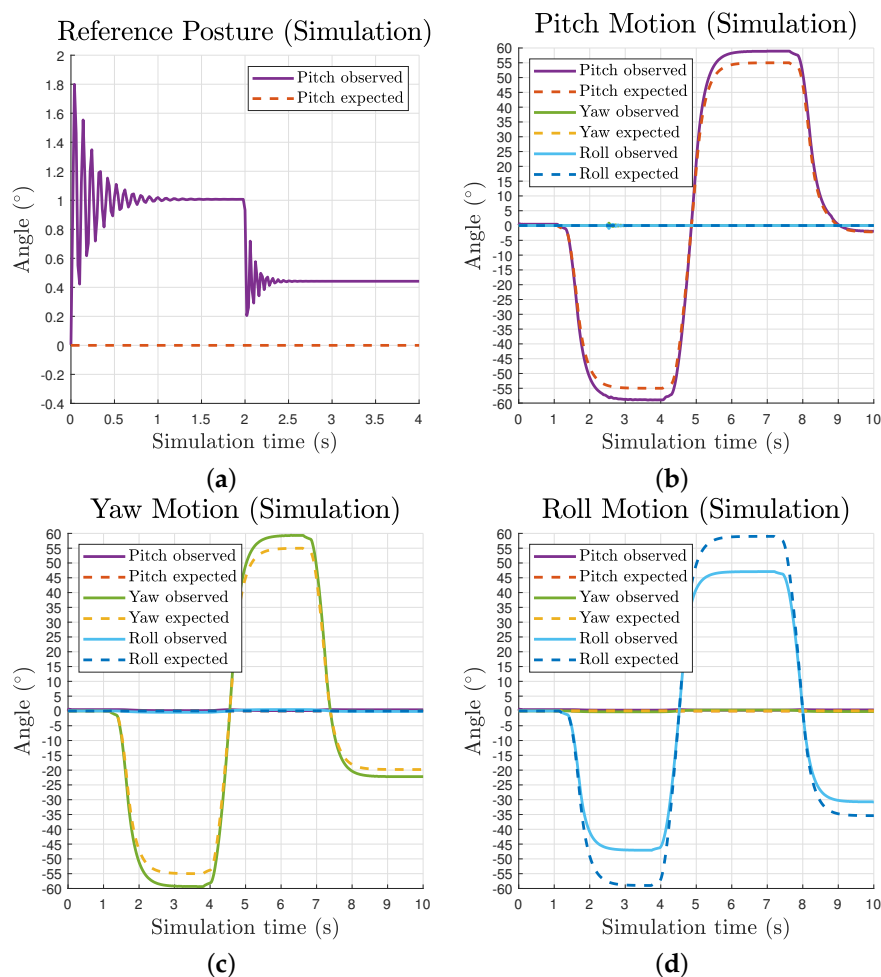 Reference Posture (Simulation)
2
1.8
1.6
1.4
1.2
1
0.8
0.6
0.4
0.2
0
-0.2
-0.4
Angle (°)
Pitch observed
Pitch expected
0 0.5 1 1.5 2 2.5 3 3.5 4
Simulation time (s)
(a)
Pitch Motion (Simulation)
60
55
50
45
40
35
30
25
20
15
10
5
0
-5
-10
-15
-20
-25
-30
-35
-40
-45
-50
-55
-60
Angle (°)
Pitch observed
Pitch expected
Yaw observed
Yaw expected
Roll observed
Roll expected
0 1 2 3 4 5 6 7 8 9 10
Simulation time (s)
(b)
Yaw Motion (Simulation)
60
55
50
45
40
35
30
25
20
15
10
5
0
-5
-10
-15
-20
-25
-30
-35
-40
-45
-50
-55
-60
Angle (°)
Pitch observed
Pitch expected
Yaw observed
Yaw expected
Roll observed
Roll expected
0 1 2 3 4 5 6 7 8 9 10
Simulation time (s)
(c)
Roll Motion (Simulation)
60
55
50
45
40
35
30
25
20
15
10
5
0
-5
-10
-15
-20
-25
-30
-35
-40
-45
-50
-55
-60
Angle (°)
Pitch observed
Pitch expected
Yaw observed
Yaw expected
Roll observed
Roll expected
0 1 2 3 4 5 6 7 8 9 10
Simulation time (s)
(d)